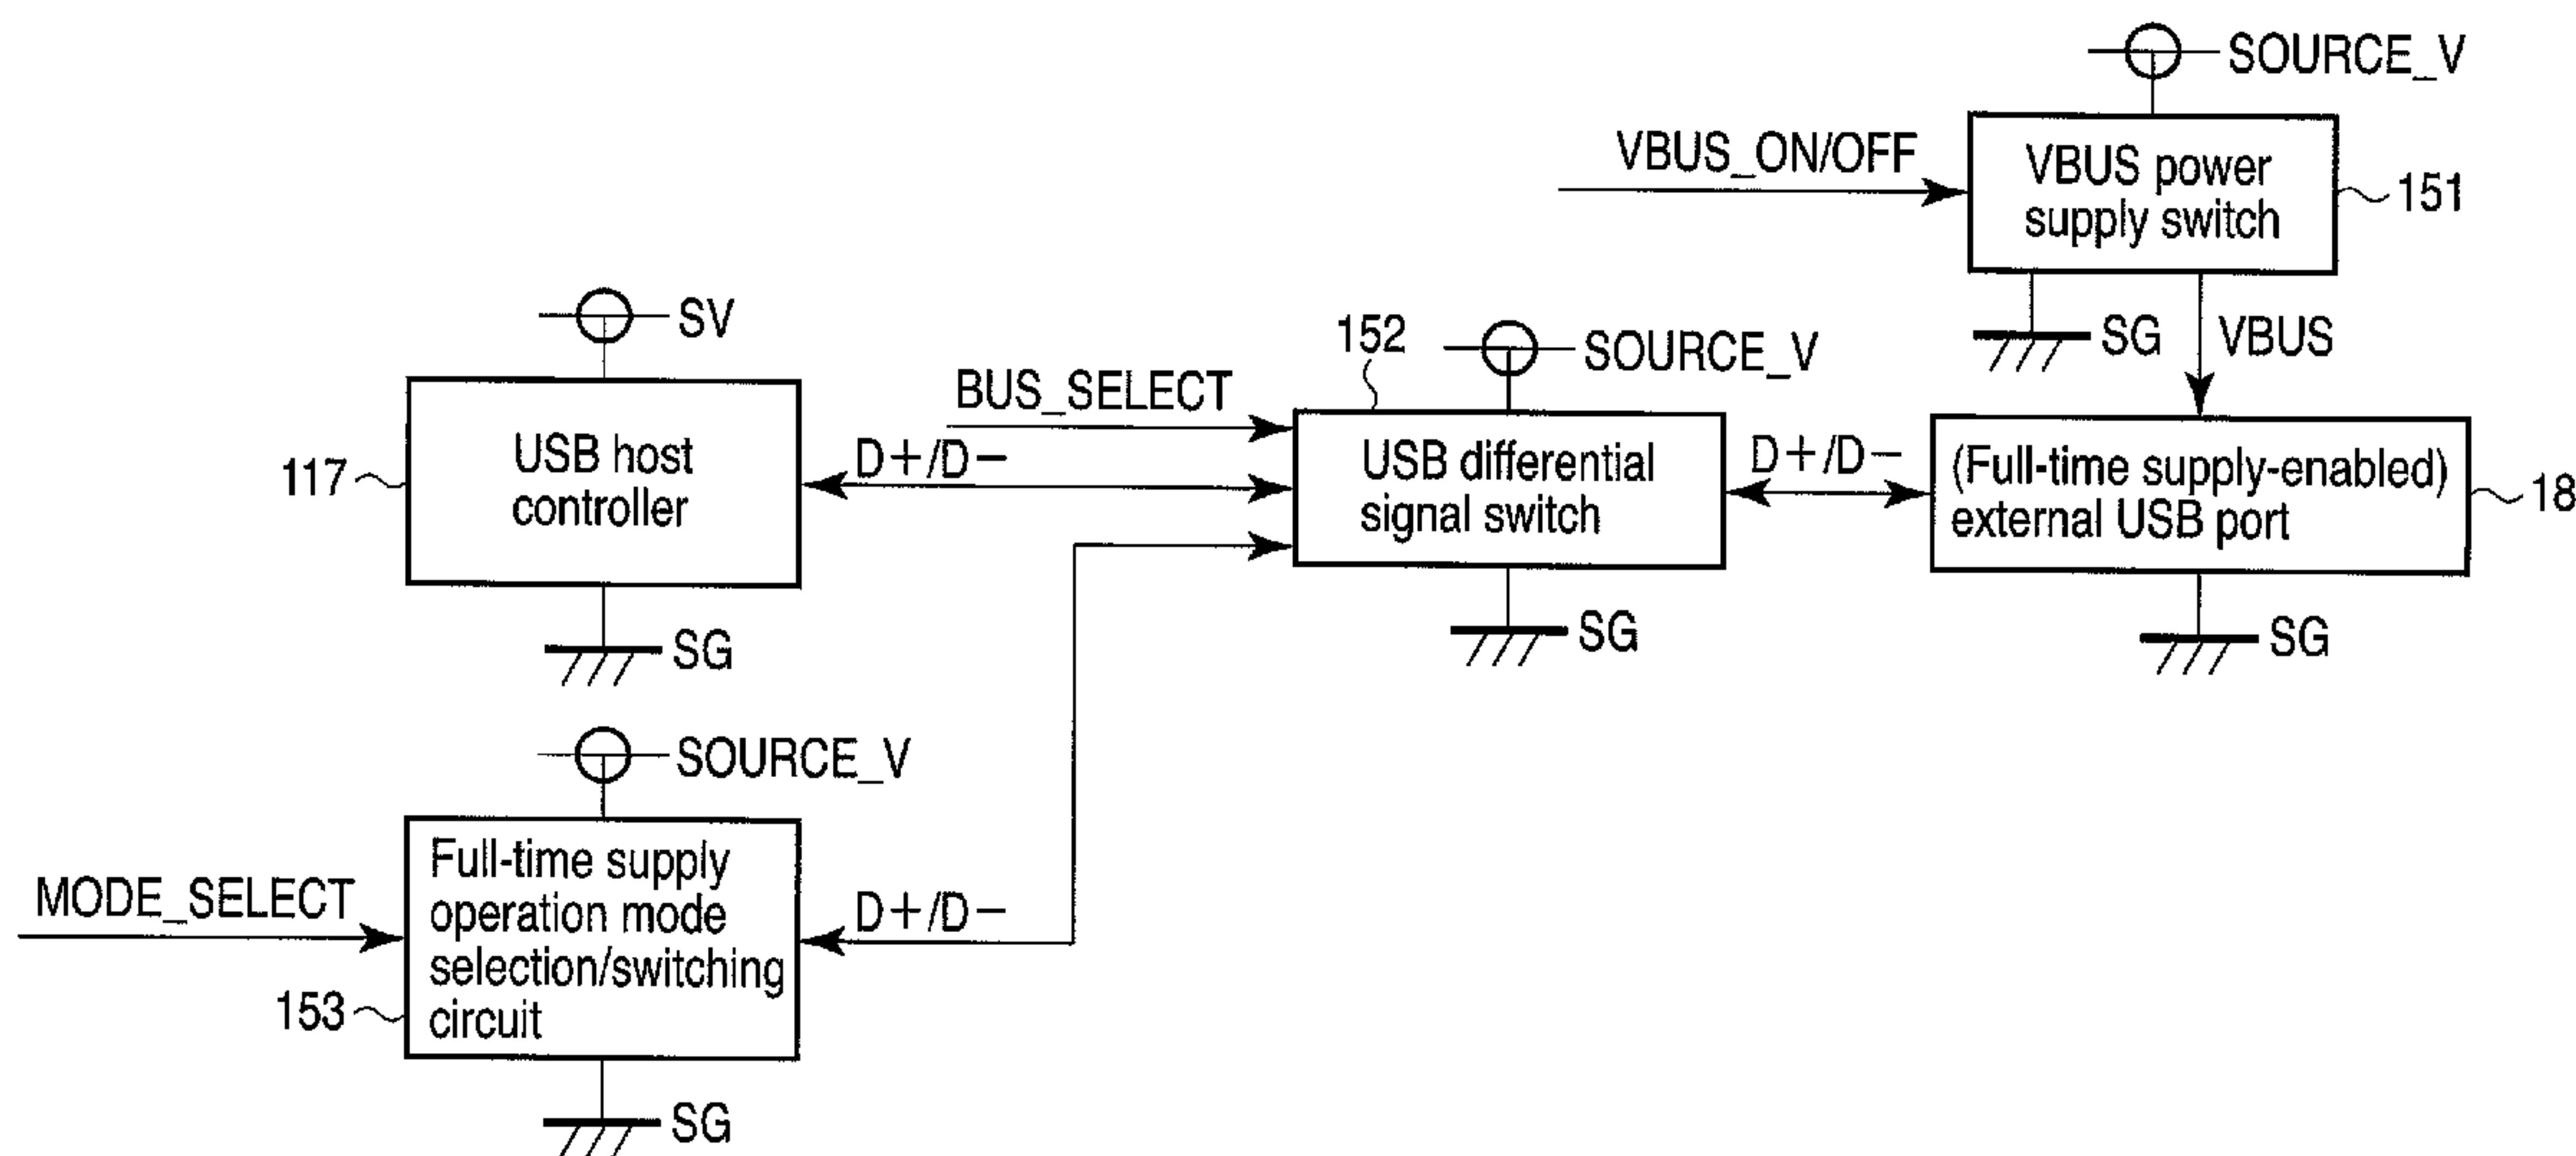 SOURCE_V
VBUS_ON/OFF
VBUS power
supply switch
151
SG
VBUS
SV
152
SOURCE_V
BUS_SELECT
117
USB host
controller
D+/D−
USB differential
signal switch
D+/D−
(Full-time supply-enabled)
external USB port
18
SG
SG
SG
SOURCE_V
MODE_SELECT
Full-time supply
operation mode
selection/switching
circuit
D+/D−
153
SG